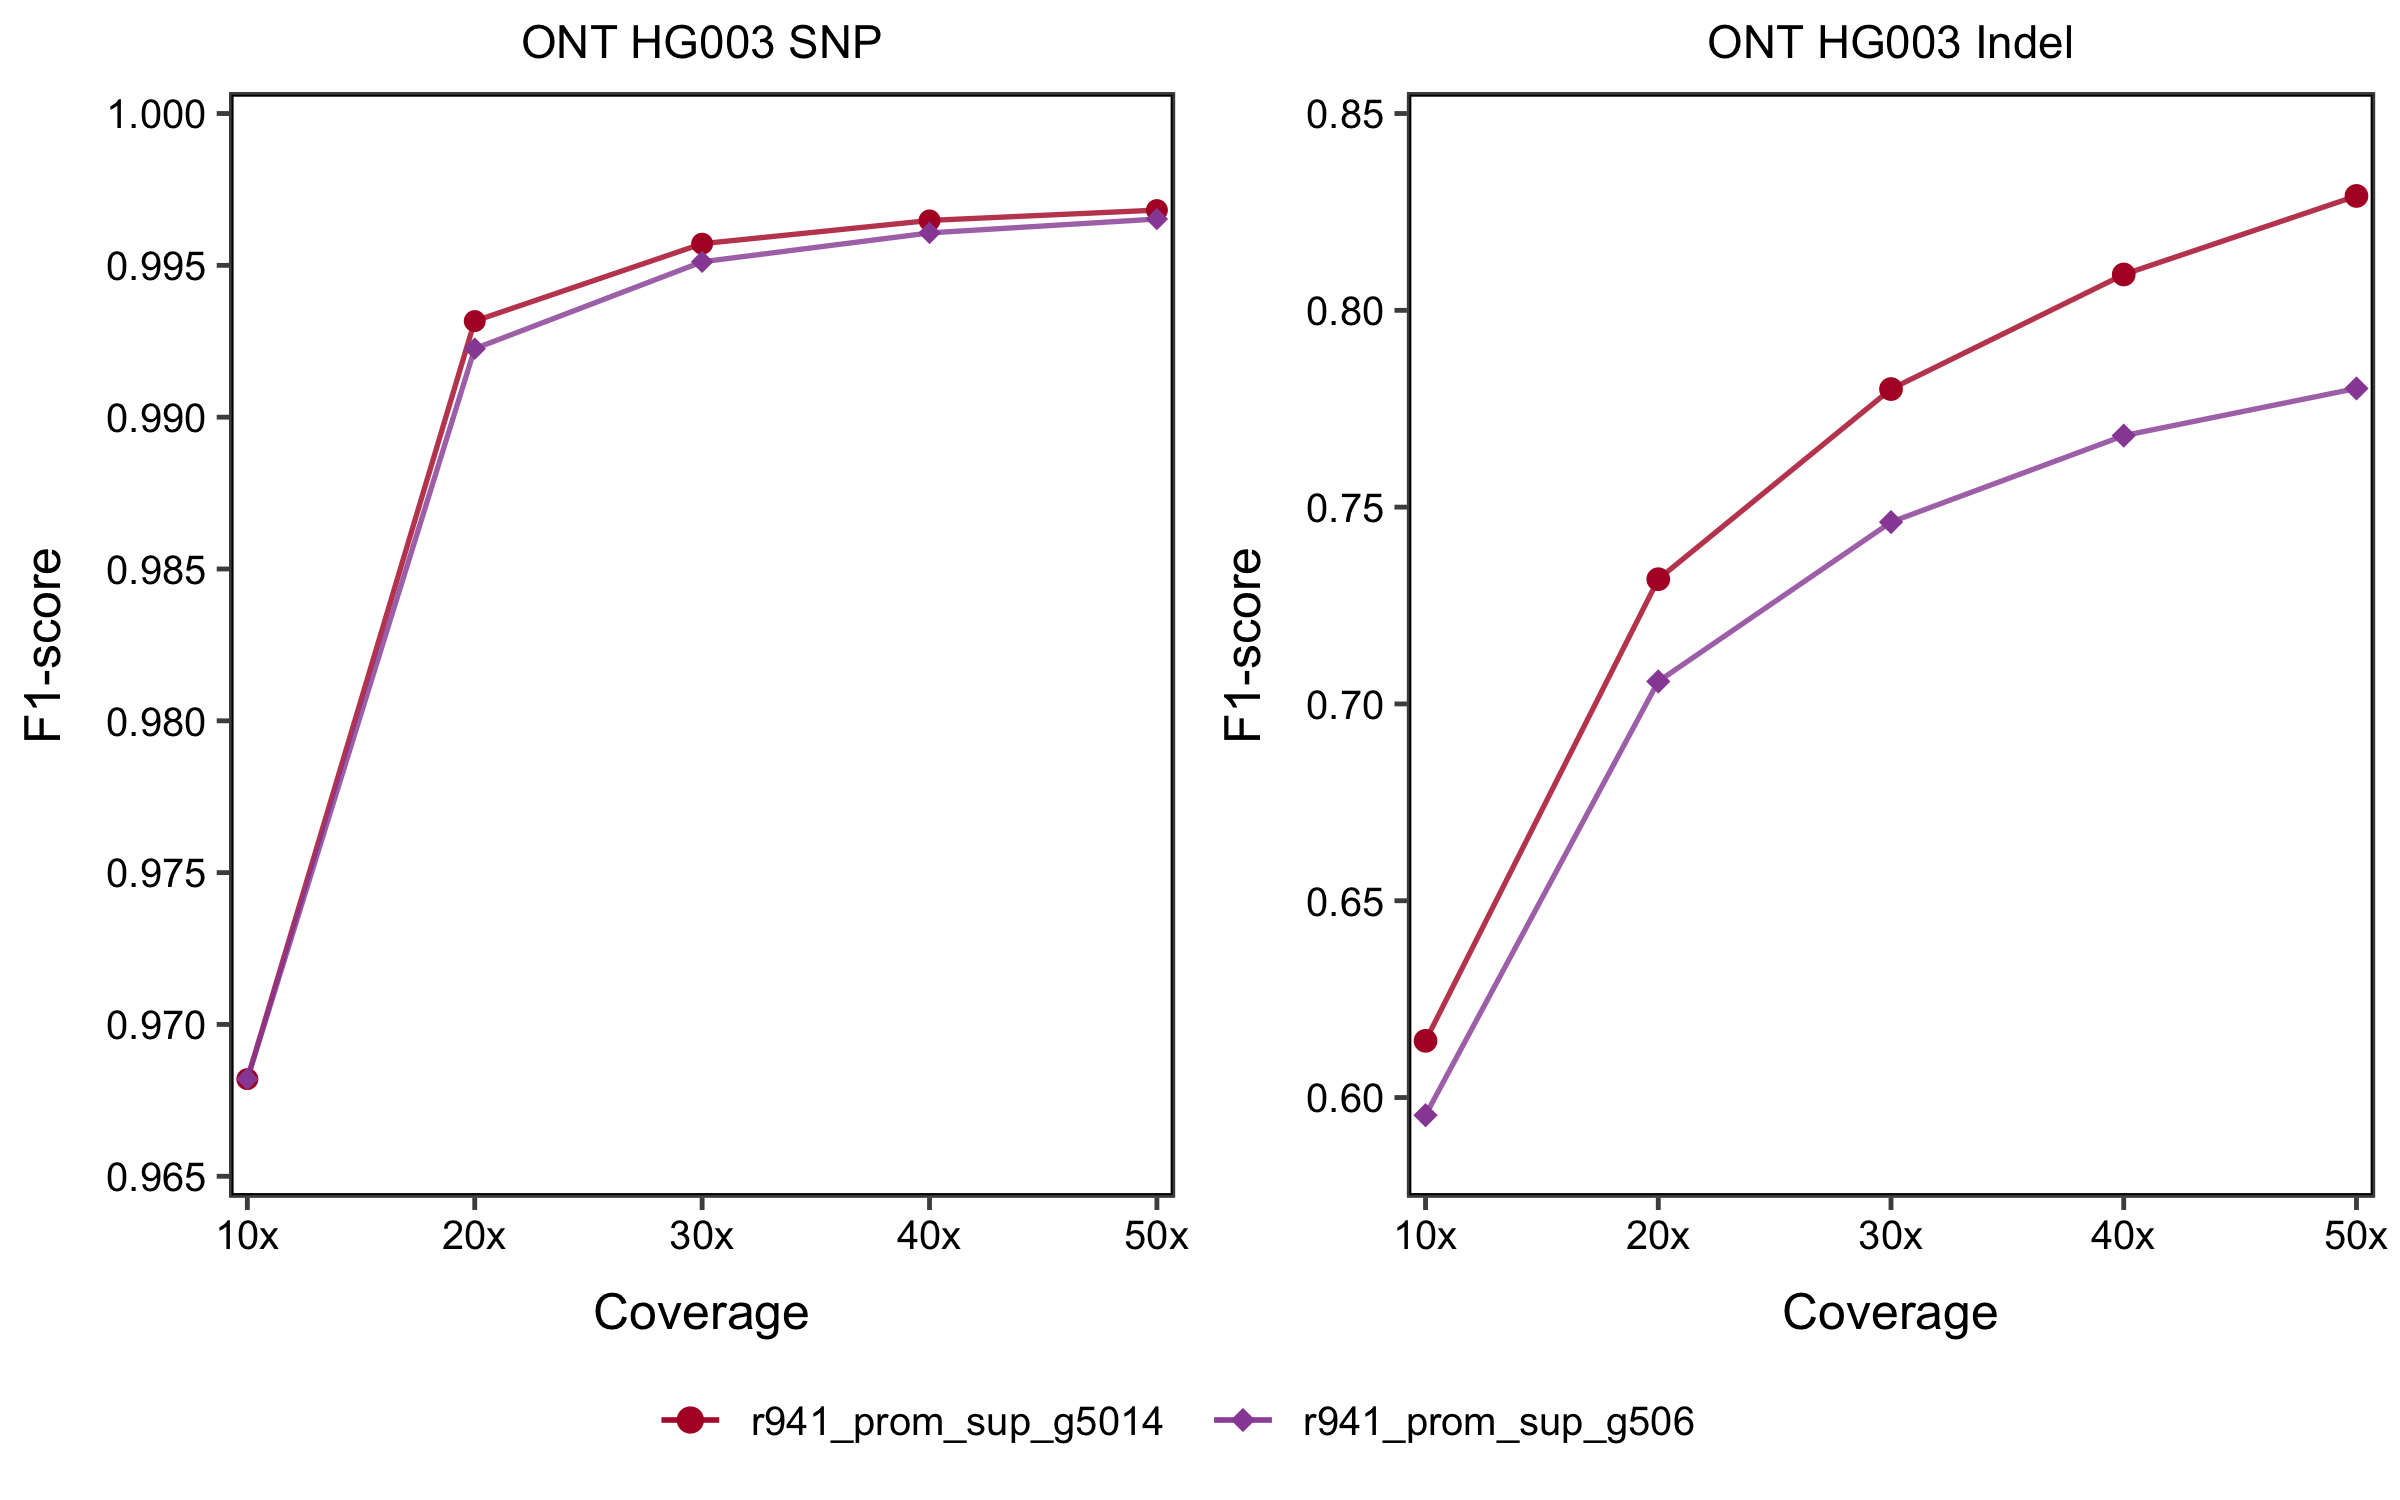 ONT HG003 SNP
F1-score
1.000
0.995
0.990
0.985
0.980
0.975
0.970
0.965
10x 20x 30x 40x 50x
Coverage
ONT HG003 Indel
F1-score
0.85
0.80
0.75
0.70
0.65
0.60
10x 20x 30x 40x 50x
Coverage
r941_prom_sup_g5014 r941_prom_sup_g506